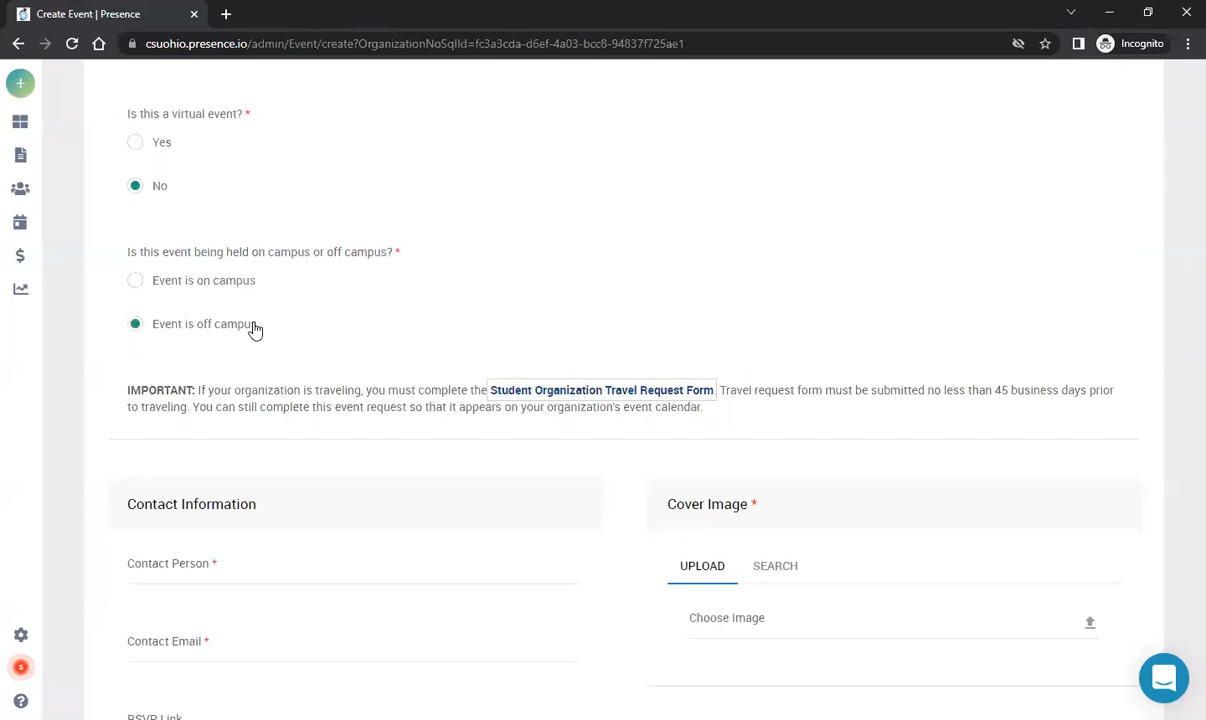 Create Event | Presence
csuohio.presence.io/admin/Event/create?OrganizationNoSqlId=fc3a3cda-d6ef-4a03-bcc8-94837f725ae1
Incognito
Is this a virtual event? *
Yes
No
Is this event being held on campus or off campus? *
Event is on campus
Event is off campus
IMPORTANT: If your organization is traveling, you must complete the Student Organization Travel Request Form. Travel request form must be submitted no less than 45 business days prior
to traveling. You can still complete this event request so that it appears on your organization's event calendar.
Contact Information
Cover Image *
Contact Person *
UPLOAD SEARCH
Choose Image
Contact Email *
RSVP Link